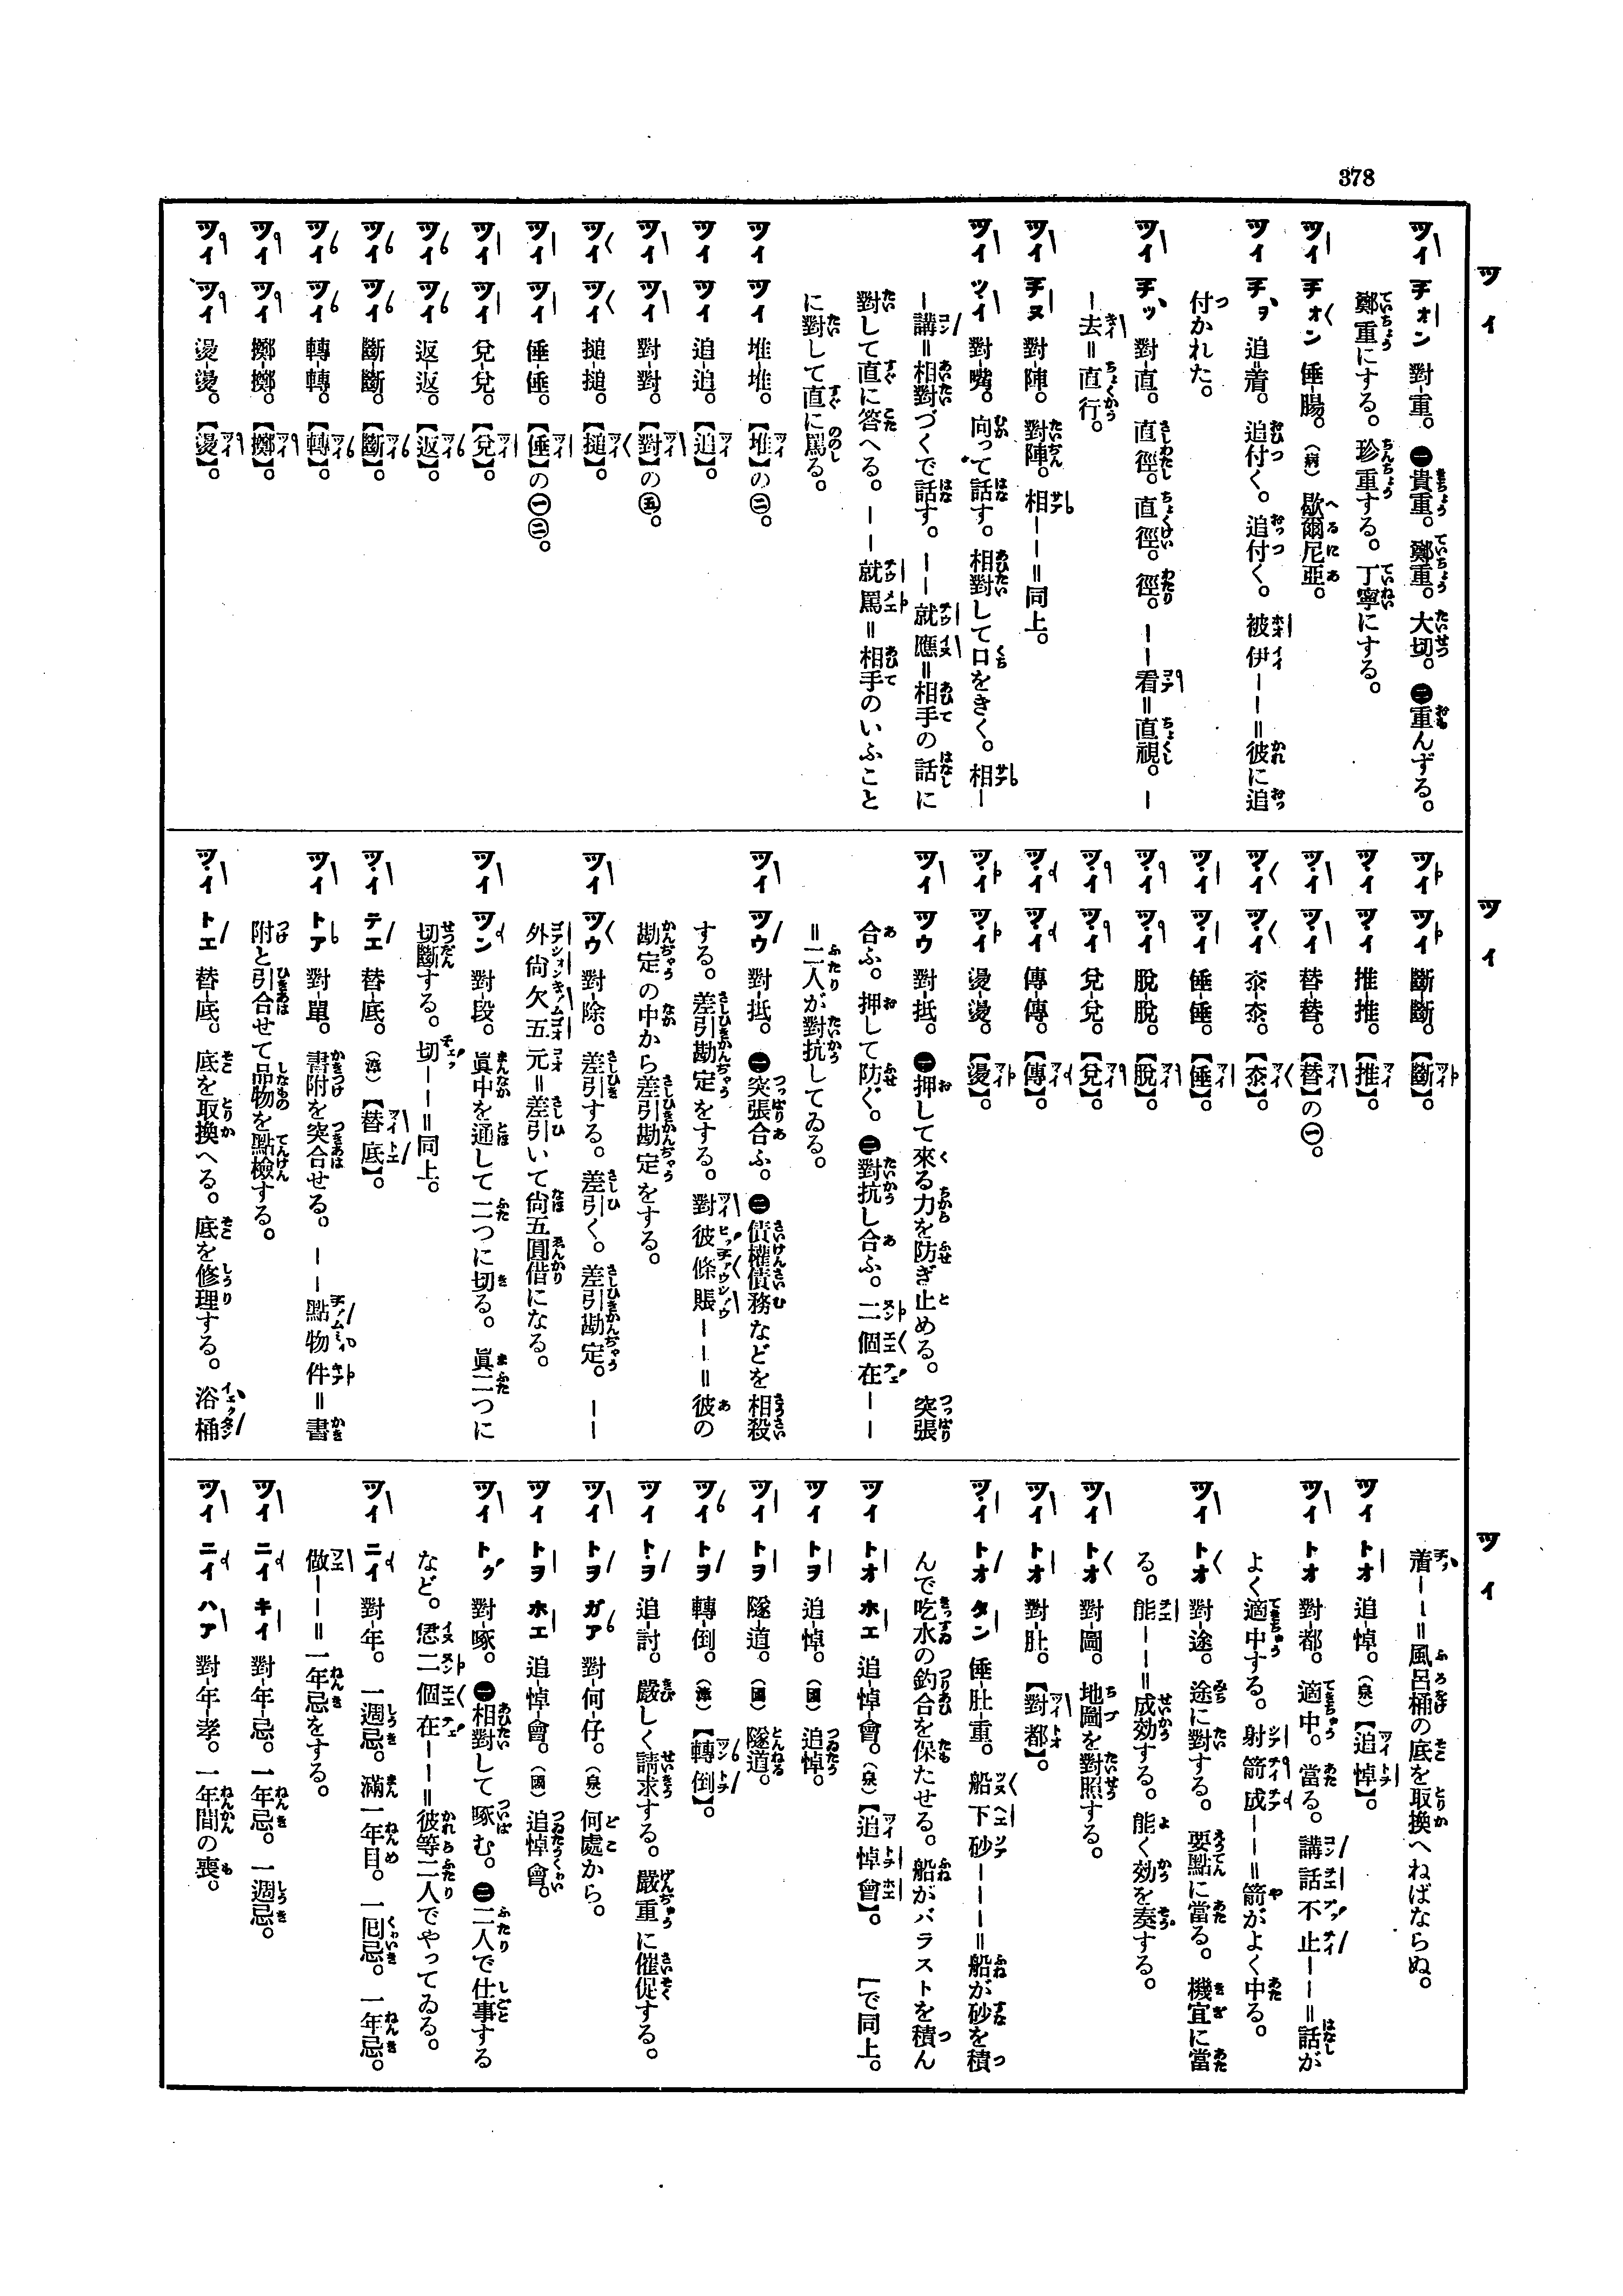 378
ツイ
ツイ
ツイ
ツイ チオン 對-重。㊀貴重。鄭重。大切。㊁重んずる。
鄭重にする。珍重する。丁寧にする。
ツイ チオン 倕-腸。（病）歇爾尼亞。
ツイ チヲ 追=着。追付く。追付く。被伊——=彼に追
付かれた。
ツイ チッ 對-直。直徑。直徑。徑。——看=直視。—
—去=直行。
ツイ チヌ 對-陣。對陣。相——=同上。
ツイ ツイ 對-嘴。向って話す。相對して口をきく。相—
—講=相對づくで話す。——就應=相手の話に
對して直に答へる。——就罵=相手のいふこと
に對して直に罵る。
ツイ ツイ 堆-堆。【堆】の㊁。
ツイ ツイ 追-追。【追】。
ツイ ツイ 對-對。【對】の㊄。
ツイ ツイ 搥-搥。【搥】。
ツイ ツイ 倕-倕。【倕】の㊀㊁。
ツイ ツイ 兌-兌。【兌】。
ツイ ツイ 返-返。【返】。
ツイ ツイ 斷-斷。【斷】。
ツイ ツイ 轉-轉。【轉】。
ツイ ツイ 擲-擲。【擲】。
ツイ ツイ 燙-燙。【燙】。
ツイ ツイ 斷-斷。【斷】。
ツイ ツイ 推-推。【推】。
ツイ ツイ 替-替。【替】の㊀。
ツイ ツイ 冭-冭。【冭】。
ツイ ツイ 倕-倕。【倕】。
ツイ ツイ 脫-脫。【脫】。
ツイ ツイ 兌-兌。【兌】。
ツイ ツイ 傳-傳。【傳】。
ツイ ツイ 燙-燙。【燙】。
ツイ ツウ 對-抵。㊀押して來る力を防ぎ止める。突張
合ふ。押して防ぐ。㊁對抗し合ふ。二個在——
=二人が對抗してゐる。
ツイ ツウ 對-抵。㊀突張合ふ。㊁債權債務などを相殺
する。差引勘定をする。對彼條賬——=彼の
勘定の中から差引勘定をする。
ツイ ツウ 對-除。差引する。差引く。差引勘定。——
外尙欠五元=差引いて尙五圓借になる。
ツイ ツン 對-段。眞中を通して二つに切る。眞二つに
切斷する。切——=同上。
ツイ テエ 替-底。（漳）【替底】。
ツイ トア 對-單。書附を突合せる。——點物件=書
附と引合せて品物を點檢する。
ツイ トエ 替-底。底を取換へる。底を修理する。浴桶
着——=風呂桶の底を取換へねばならぬ。
ツイ トオ 追-悼。（泉）【追悼】。
ツイ トオ 對-都。適中。當る。講話不止——=話が
よく適中する。射箭成——=箭がよく中る。
ツイ トオ 對-途。途に對する。要點に當る。機宜に當
る。能——=成効する。能く効を奏する。
ツイ トオ 對-圖。地圖を對照する。
ツイ トオ 對-肚。【對都】。
ツイ トオ タン 倕-肚-重。船下砂———=船が砂を積
んで吃水の釣合を保たせる。船がバラストを積ん
で同上。
ツイ トオ ホエ 追-悼-會。（泉）【追悼會】。
ツイ トヲ 追-悼。（國）追悼。
ツイ トヲ 隧-道。（國）隧道。
ツイ トヲ 轉-倒。（漳）【轉倒】。
ツイ トヲ 追-討。嚴しく請求する。嚴重に催促する。
ツイ トヲ ガア 對-何-仔。（泉）何處から。
ツイ トヲ ホエ 追-悼-會。（國）追悼會。
ツイ トク 對-啄。㊀相對して啄む。㊁二人で仕事する
など。恁二個在——=彼等二人でやってゐる。
ツイ ニイ 對-年。一週忌。滿一年目。一囘忌。一年忌。
做——=一年忌をする。
ツイ ニイ キイ 對-年-忌。一年忌。一週忌。
ツイ ニイ ハア 對-年-孝。一年間の喪。